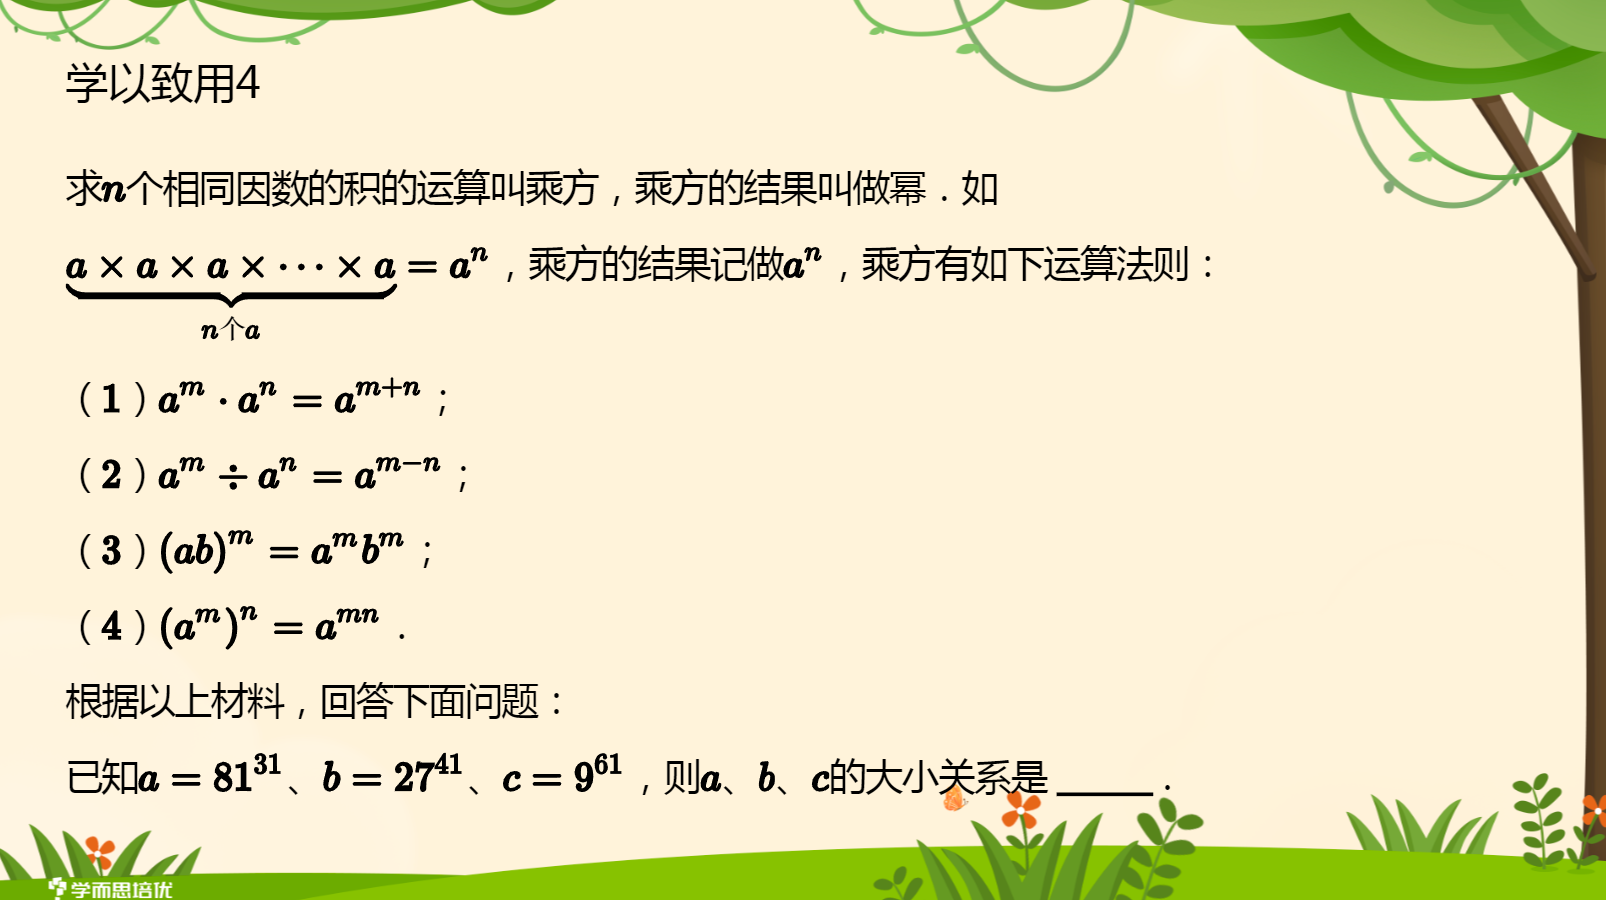 学以致用4
求n个相同因数的积的运算叫乘方，乘方的结果叫做幂．如
a × a × a × ··· × a = aⁿ，乘方的结果记做aⁿ，乘方有如下运算法则：
n个a
（1）aᵐ · aⁿ = aᵐ⁺ⁿ；
（2）aᵐ ÷ aⁿ = aᵐ⁻ⁿ；
（3）(ab)ᵐ = aᵐbᵐ；
（4）(aᵐ)ⁿ = aᵐⁿ．
根据以上材料，回答下面问题：
已知a = 81³¹、b = 27⁴¹、c = 9⁶¹，则a、b、c的大小关系是 _____．
学而思培优